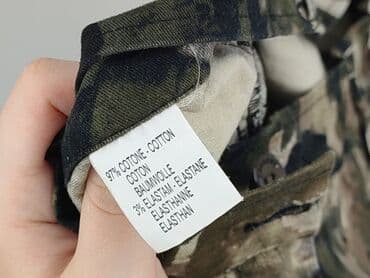 97% COTONE - COTTON
COTON
BAUMWOLLE
3% ELASTAM - ELASTANE
ELASTHANNE
ELASTHAN